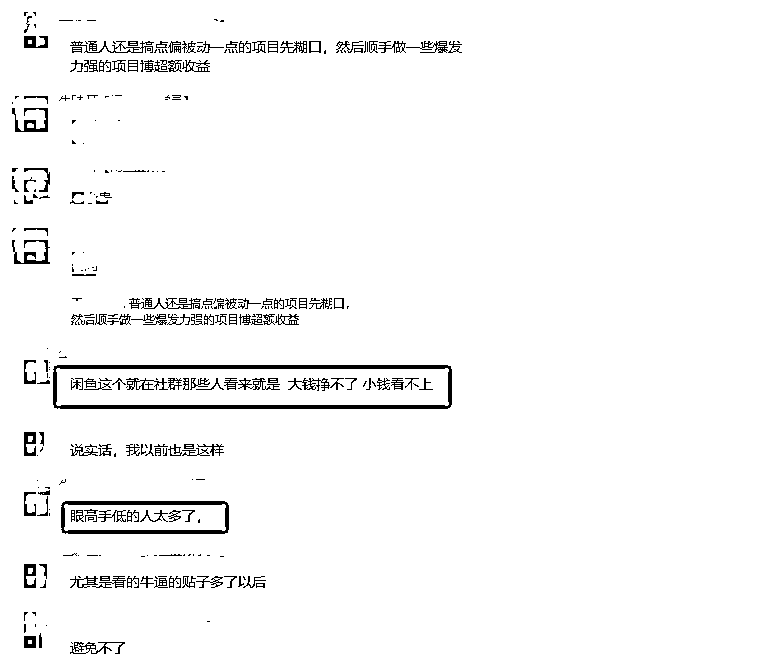 普通人还是搞点偏被动一点的项目先糊口，然后顺手做一些爆发
力强的项目博超额收益
普通人还是搞点偏被动一点的项目先糊口，
然后顺手做一些爆发力强的项目博超额收益
闲鱼这个就在社群那些人看来就是 大钱挣不了 小钱看不上
说实话，我以前也是这样
眼高手低的人太多了，
尤其是看的牛逼的贴子多了以后
避免不了